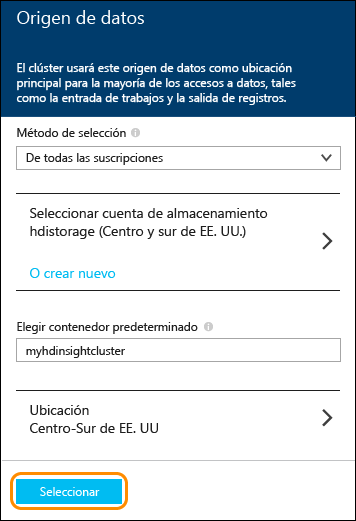 Origen de datos
El clúster usará este origen de datos como ubicación
principal para la mayoría de los accesos a datos, tales
como la entrada de trabajos y la salida de registros.
Método de selección
De todas las suscripciones
Seleccionar cuenta de almacenamiento
hdistorage (Centro y sur de EE. UU.)
O crear nuevo
Elegir contenedor predeterminado
myhdinsightcluster
Ubicación
Centro-Sur de EE. UU
Seleccionar